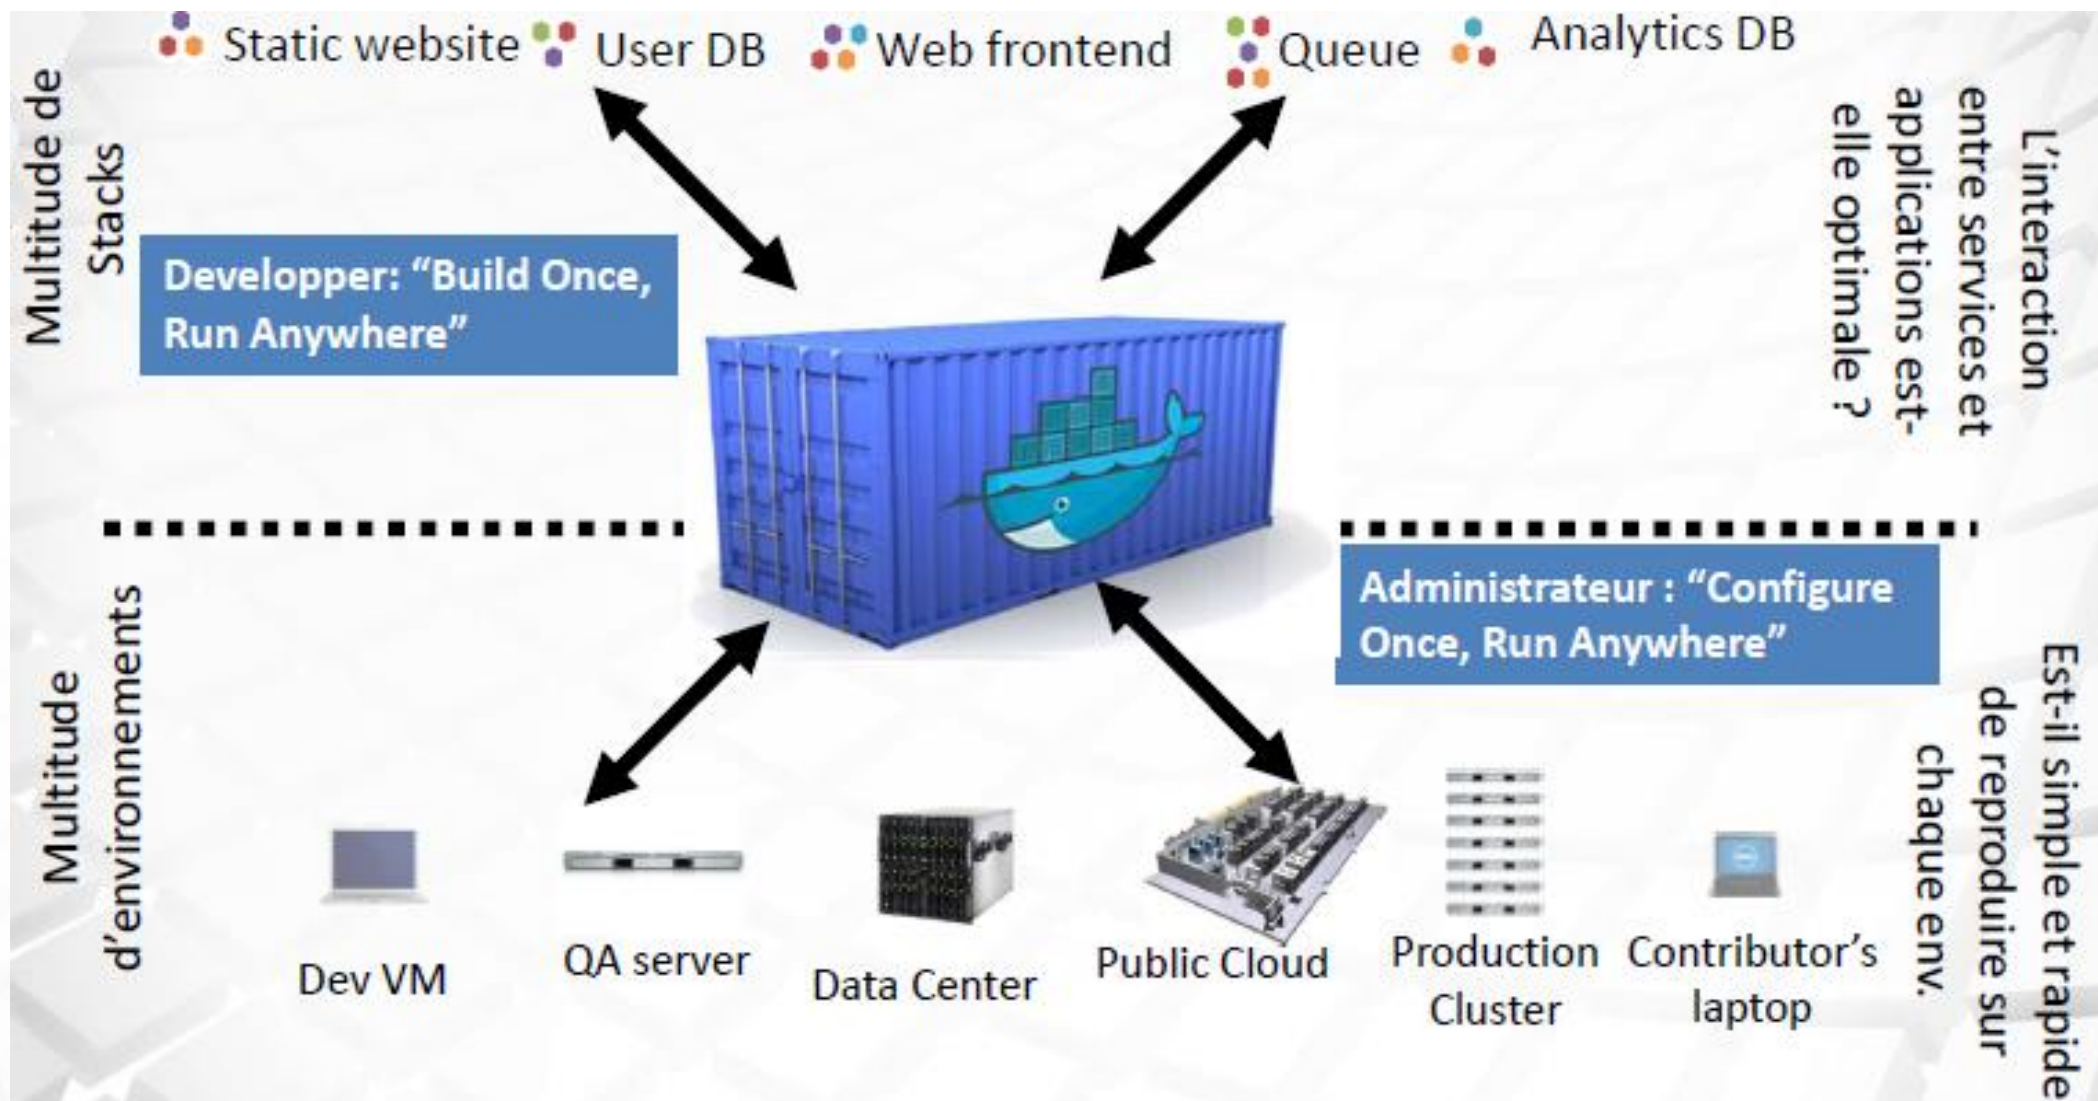 Static website
User DB
Web frontend
Queue
Analytics DB
Multitude de
Stacks
L'interaction
entre services et
applications est-
elle optimale ?
Developper: “Build Once,
Run Anywhere”
Administrateur : “Configure
Once, Run Anywhere”
Multitude
d'environnements
Est-il simple et rapide
de reproduire sur
chaque env.
Dev VM
QA server
Data Center
Public Cloud
Production
Cluster
Contributor's
laptop